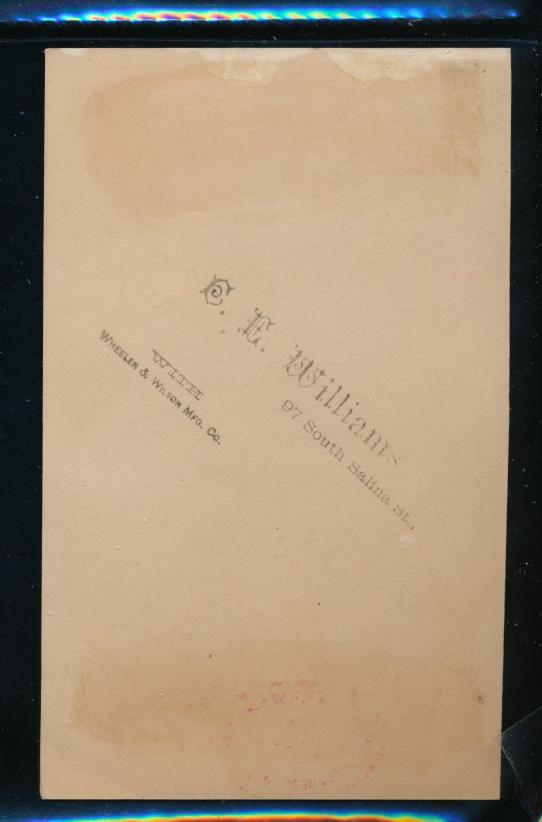 C. E. Williams
WITH
WHEELER & WILSON MFG. CO.
97 South Salina St.,